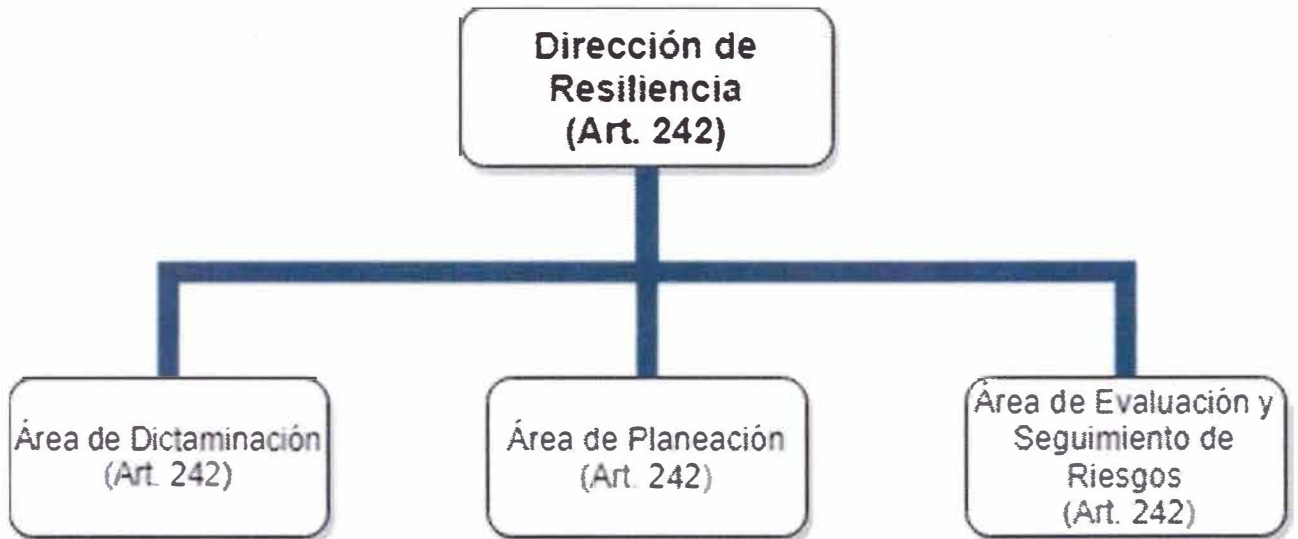 Dirección de
Resiliencia
(Art. 242)
Área de Dictaminación
(Art. 242)
Área de Planeación
(Art. 242)
Área de Evaluación y
Seguimiento de
Riesgos
(Art. 242)